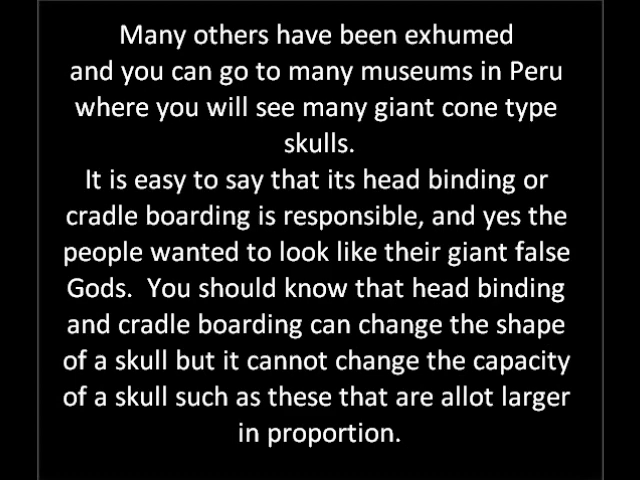 Many others have been exhumed
and you can go to many museums in Peru
where you will see many giant cone type
skulls.
It is easy to say that its head binding or
cradle boarding is responsible, and yes the
people wanted to look like their giant false
Gods.  You should know that head binding
and cradle boarding can change the shape
of a skull but it cannot change the capacity
of a skull such as these that are allot larger
in proportion.